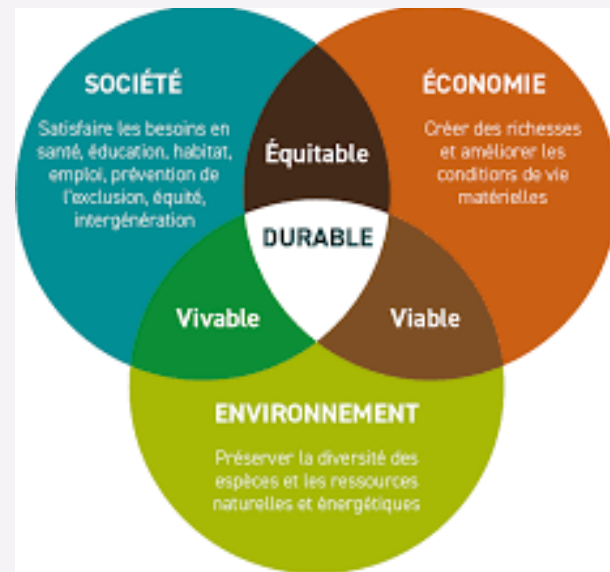 SOCIÉTÉ
Satisfaire les besoins en
santé, éducation, habitat,
emploi, prévention de
l'exclusion, équité,
intergénération
ÉCONOMIE
Créer des richesses
et améliorer les
conditions de vie
matérielles
Équitable
DURABLE
Vivable
Viable
ENVIRONNEMENT
Préserver la diversité des
espèces et les ressources
naturelles et énergétiques